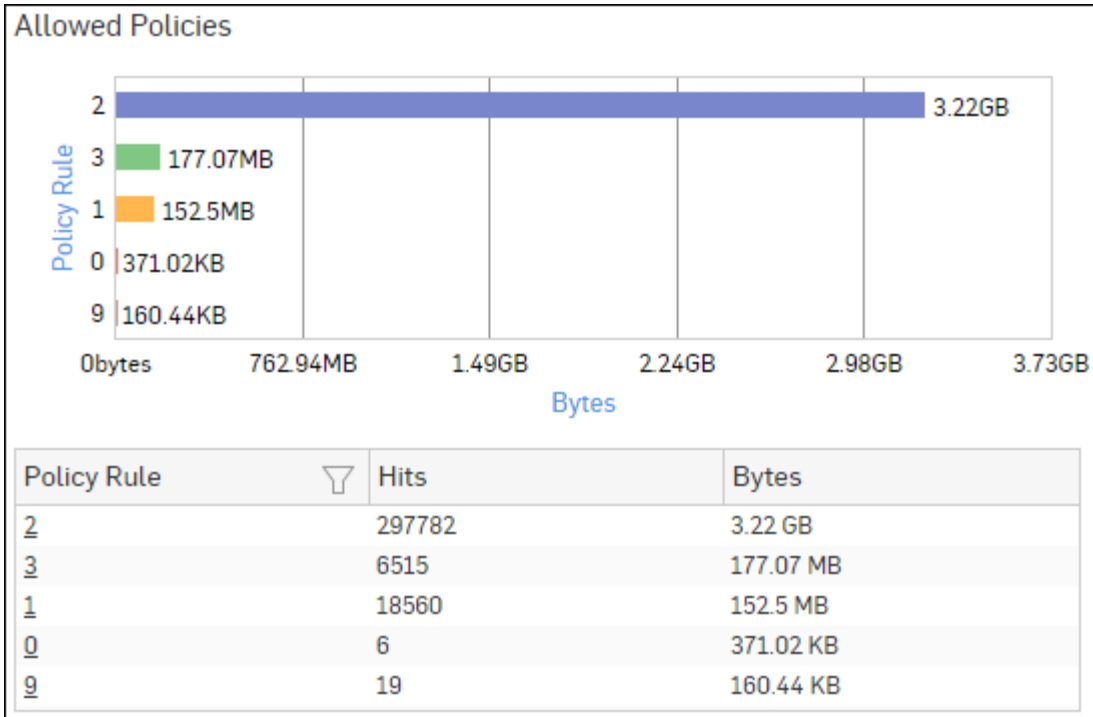 Allowed Policies
2 3.22GB
3 177.07MB
1 152.5MB
0 371.02KB
9 160.44KB
Policy Rule
0bytes 762.94MB 1.49GB 2.24GB 2.98GB 3.73GB
Bytes
Policy Rule Hits Bytes
2 297782 3.22 GB
3 6515 177.07 MB
1 18560 152.5 MB
0 6 371.02 KB
9 19 160.44 KB